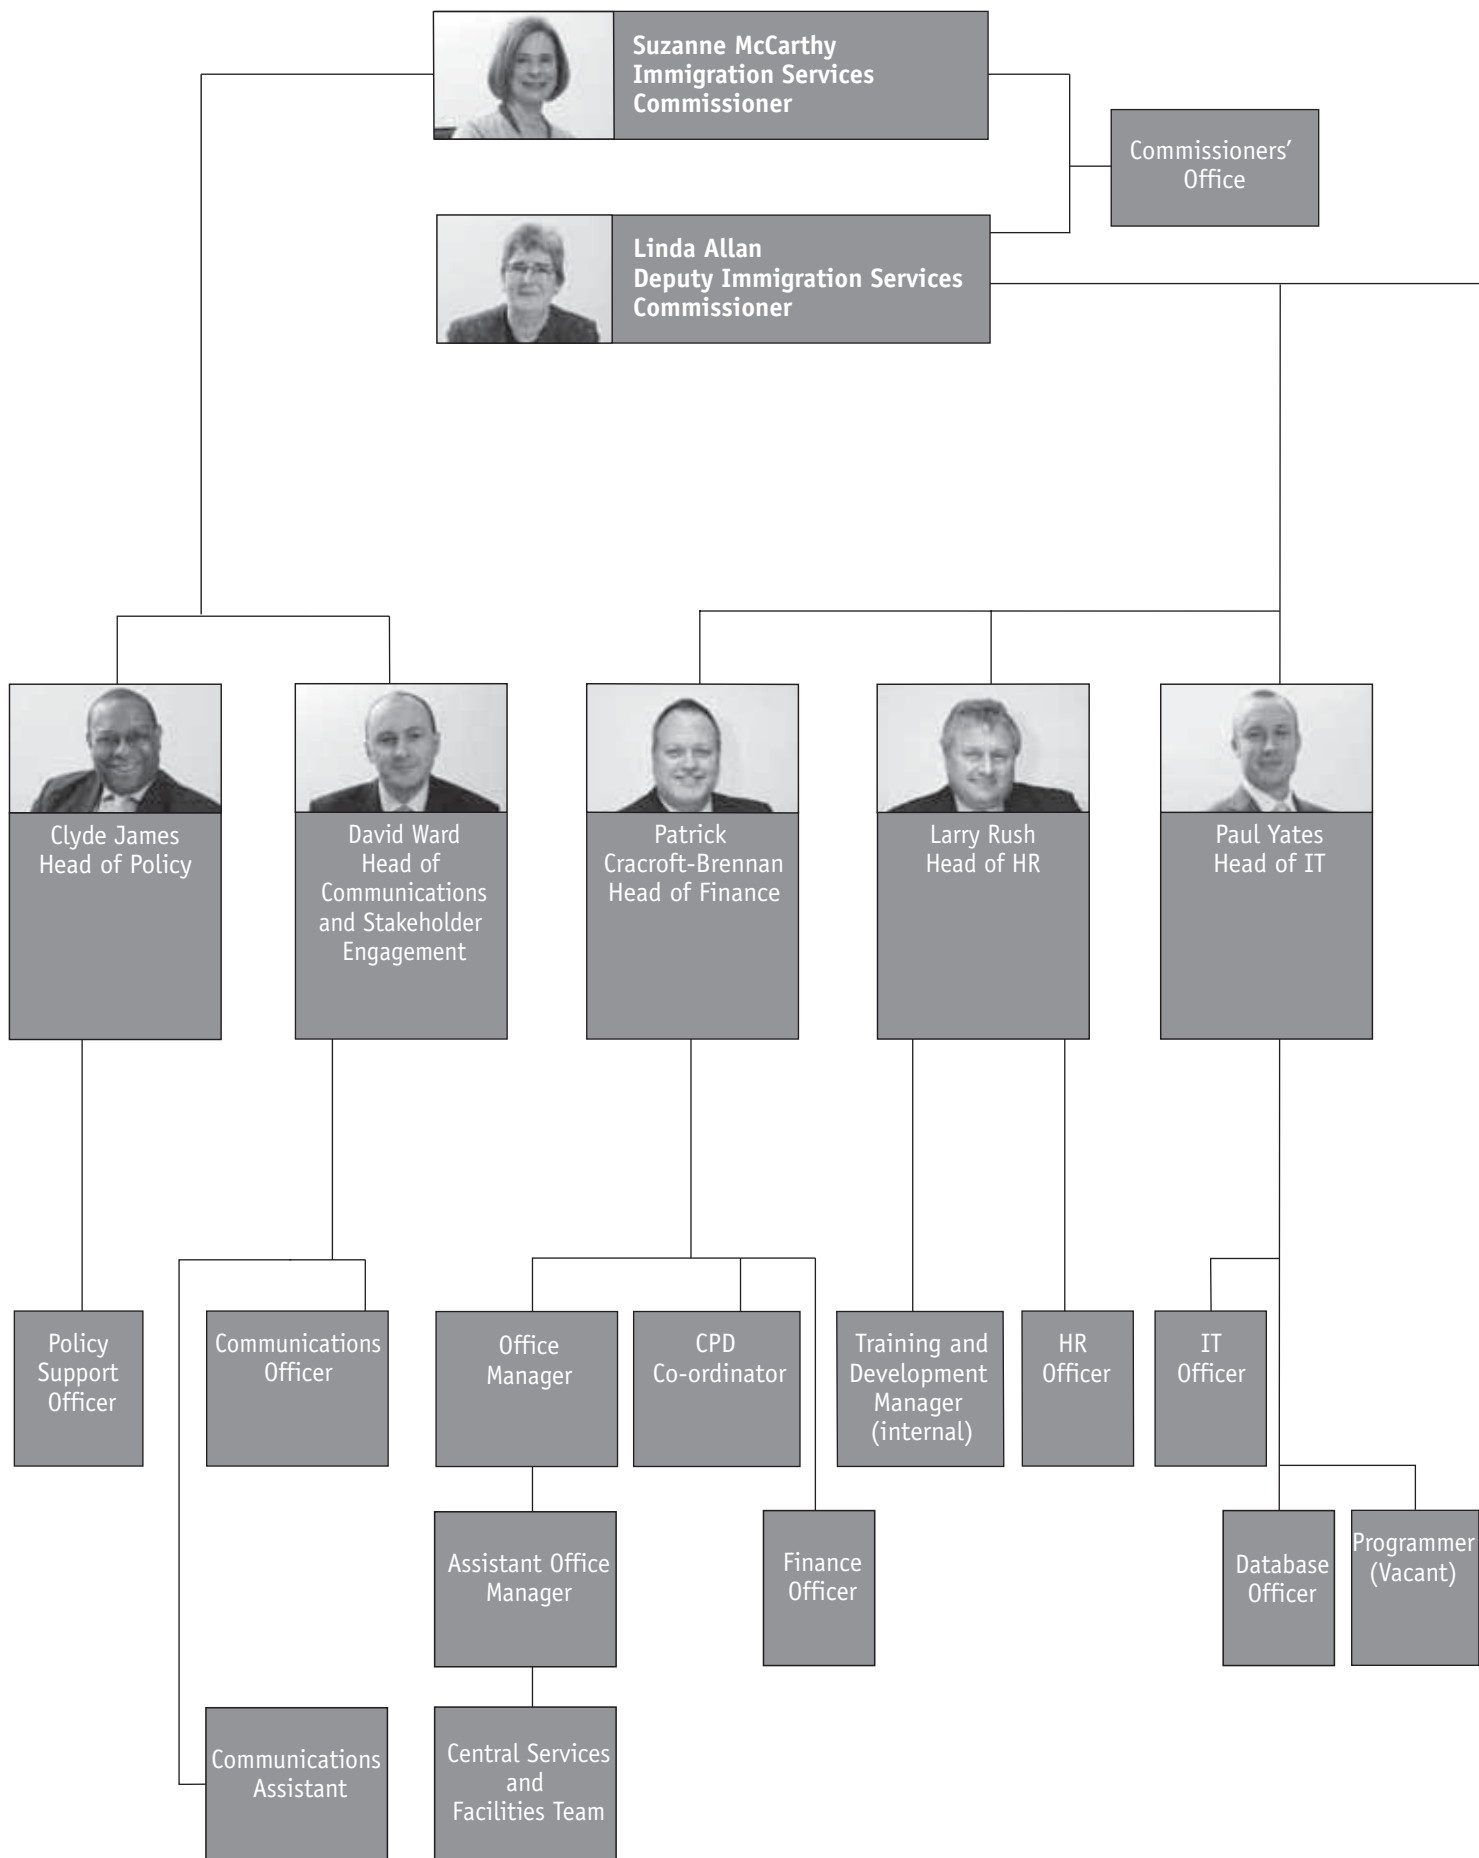 Suzanne McCarthy
Immigration Services
Commissioner
Commissioners’
Office
Linda Allan
Deputy Immigration Services
Commissioner
Clyde James
Head of Policy
David Ward
Head of
Communications
and Stakeholder
Engagement
Patrick
Cracroft-Brennan
Head of Finance
Larry Rush
Head of HR
Paul Yates
Head of IT
Policy
Support
Officer
Communications
Officer
Office
Manager
CPD
Co-ordinator
Training and
Development
Manager
(internal)
HR
Officer
IT
Officer
Assistant Office
Manager
Finance
Officer
Database
Officer
Programmer
(Vacant)
Communications
Assistant
Central Services
and
Facilities Team